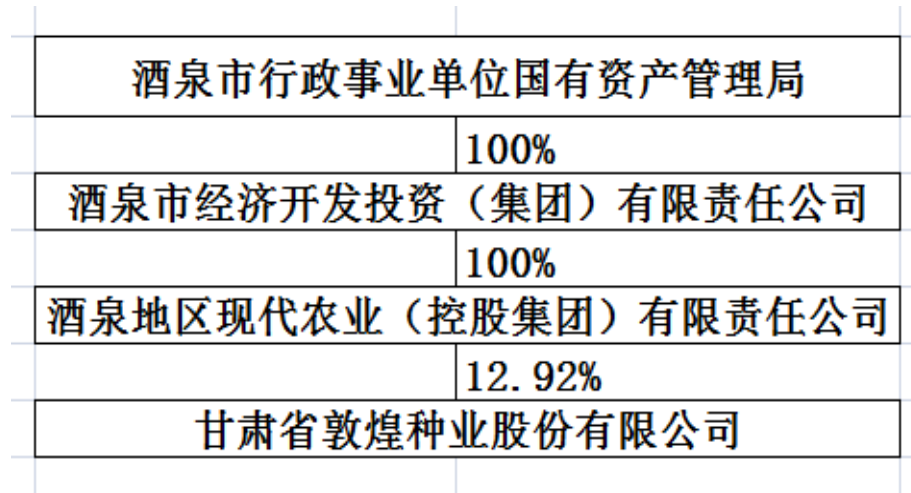 酒泉市行政事业单位国有资产管理局
100%
酒泉市经济开发投资（集团）有限责任公司
100%
酒泉地区现代农业（控股集团）有限责任公司
12.92%
甘肃省敦煌种业股份有限公司